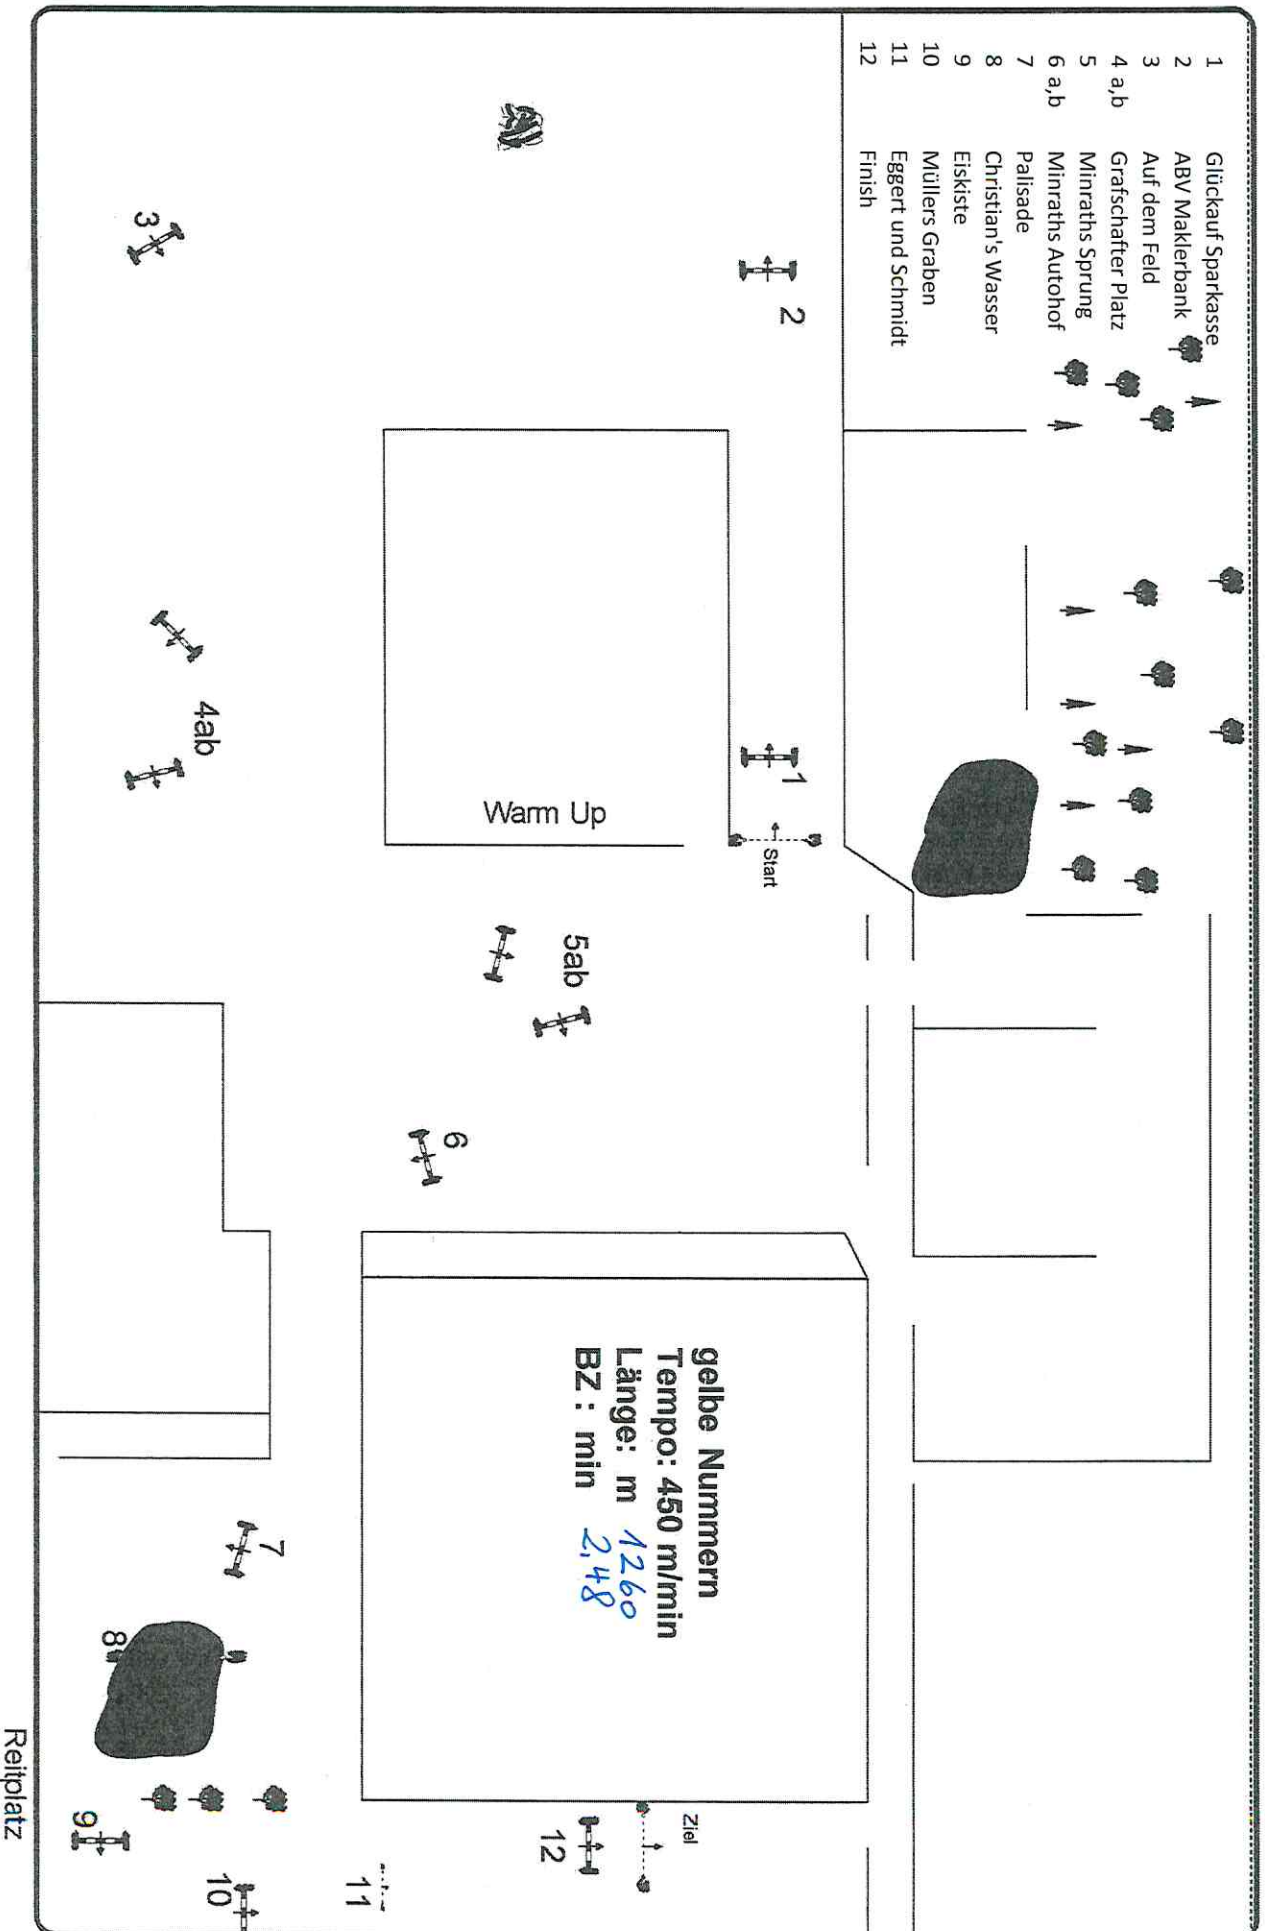 1 Glückauf Sparkasse
2 ABV Maklerbank
3 Auf dem Feld
4 a,b Grafschafter Platz
5 Minraths Sprung
6 a,b Minraths Autohof
7 Palisade
8 Christian's Wasser
9 Eiskiste
10 Müllers Graben
11 Eggert und Schmidt
12 Finish
2
3
1
Start
Warm Up
4ab
5ab
6
gelbe Nummern
Tempo: 450 m/min
Länge: m 1260
BZ : min 2,48
7
8
9
10
11
12
Ziel
Reitplatz